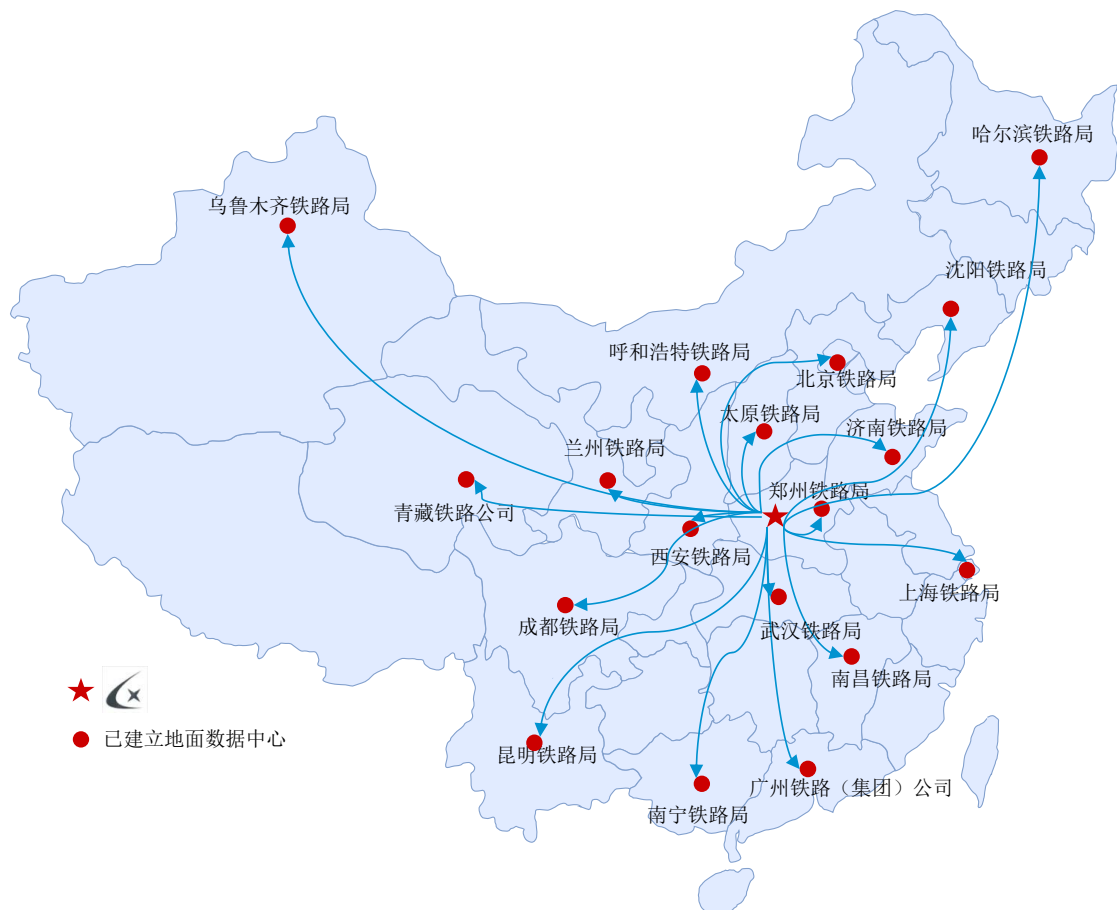 哈尔滨铁路局
乌鲁木齐铁路局
沈阳铁路局
呼和浩特铁路局
北京铁路局
太原铁路局
济南铁路局
兰州铁路局
郑州铁路局
青藏铁路公司
西安铁路局
上海铁路局
成都铁路局
武汉铁路局
南昌铁路局
已建立地面数据中心
昆明铁路局
广州铁路（集团）公司
南宁铁路局